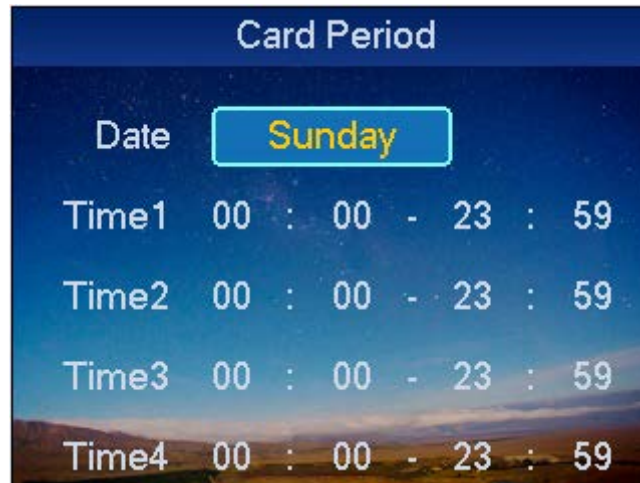 Card Period
Date Sunday
Time1 00 : 00 - 23 : 59
Time2 00 : 00 - 23 : 59
Time3 00 : 00 - 23 : 59
Time4 00 : 00 - 23 : 59